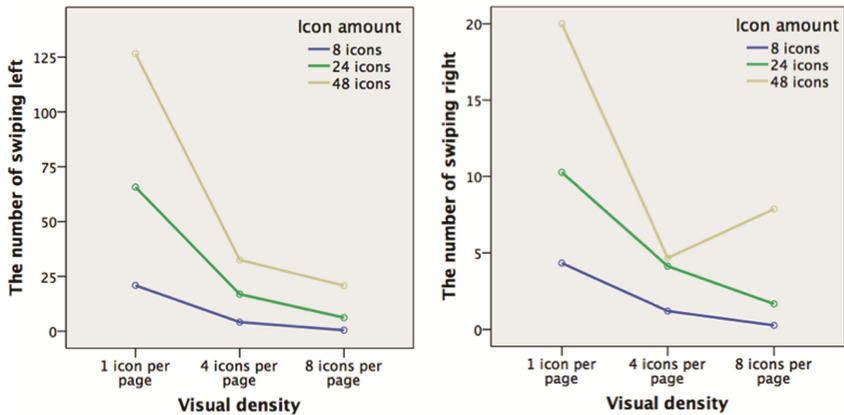 The number of swiping left
125
100
75
50
25
0
Icon amount
8 icons
24 icons
48 icons
1 icon per
page
4 icons per
page
8 icons per
page
Visual density
The number of swiping right
20
15
10
5
0
Icon amount
8 icons
24 icons
48 icons
1 icon per
page
4 icons per
page
8 icons per
page
Visual density